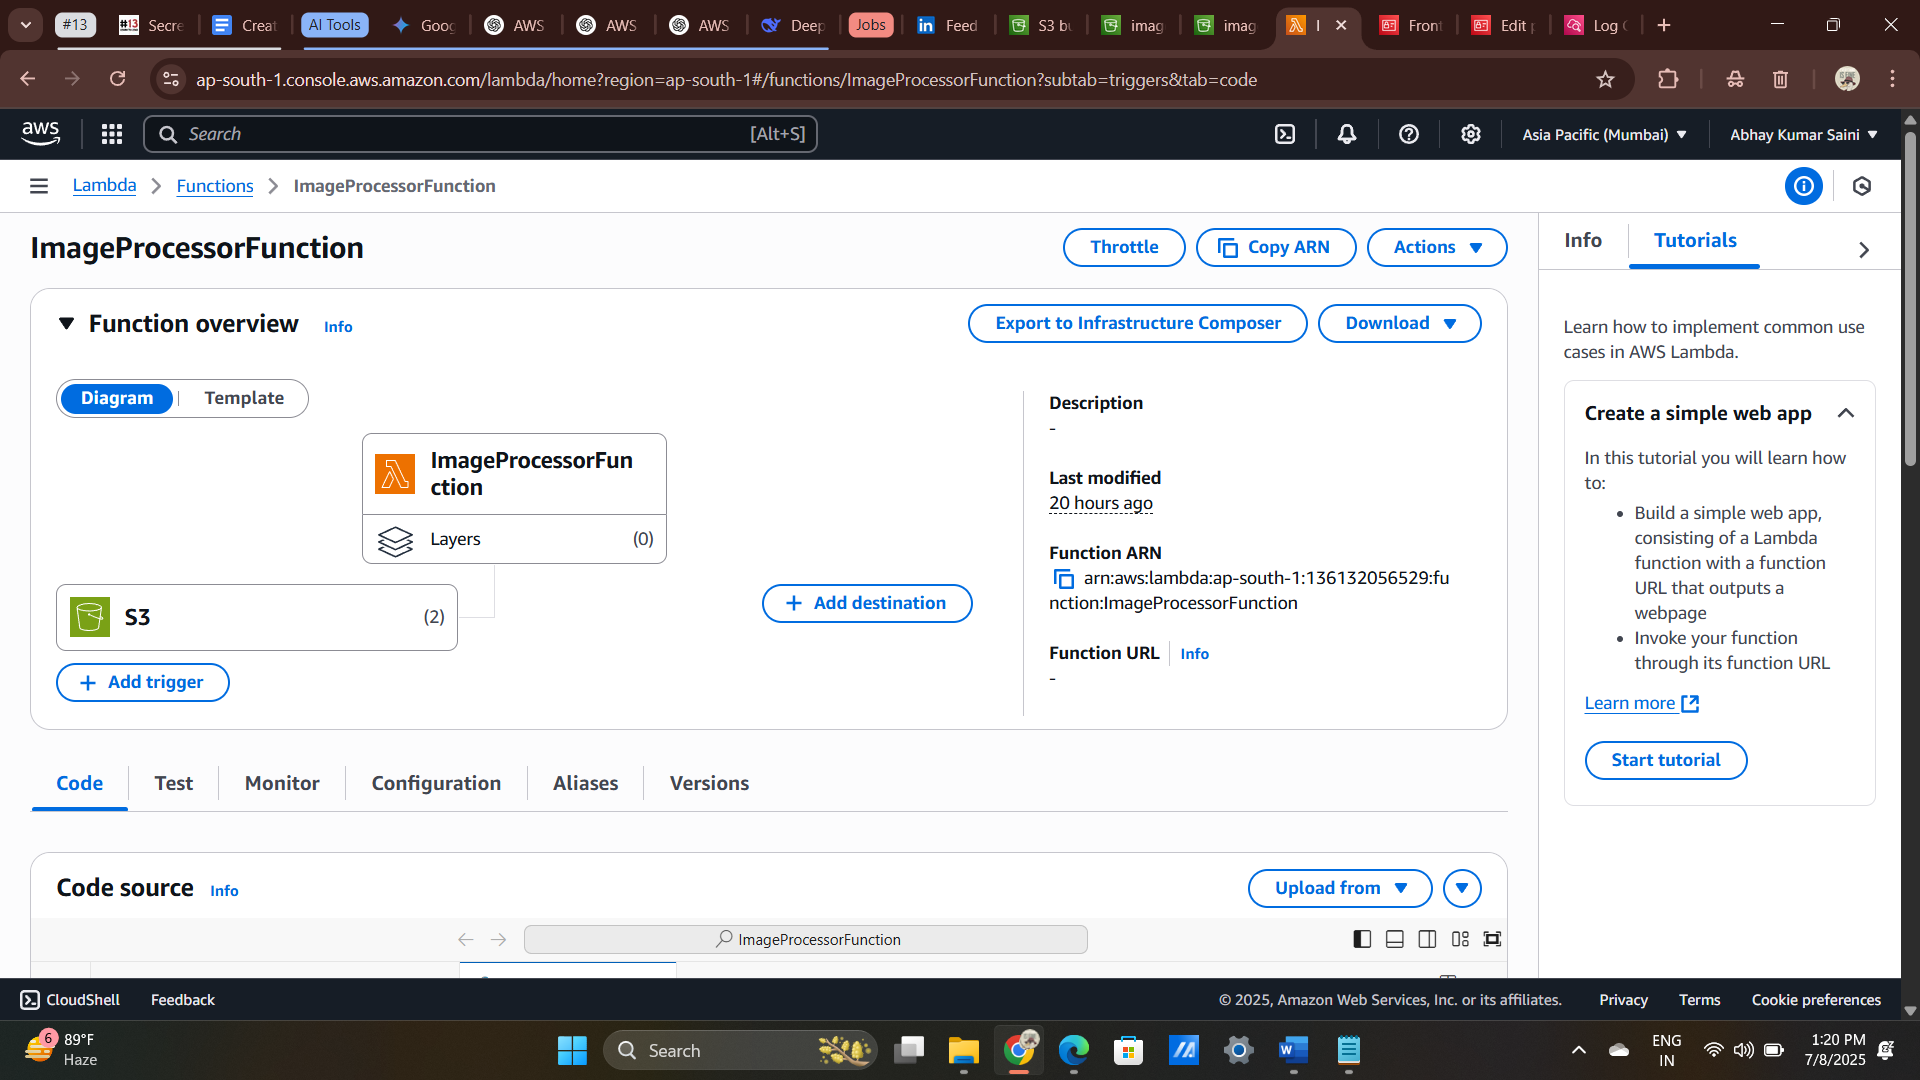 #13
Secre
Creat
AI Tools
Goog
AWS
AWS
AWS
Deep
Jobs
Feed
S3 bu
imag
imag
Front
Edit p
Log
ap-south-1.console.aws.amazon.com/lambda/home?region=ap-south-1#/functions/ImageProcessorFunction?subtab=triggers&tab=code
aws
Search
[Alt+S]
Asia Pacific (Mumbai)
Abhay Kumar Saini
Lambda
Functions
ImageProcessorFunction
ImageProcessorFunction
Throttle
Copy ARN
Actions
Function overview
Info
Export to Infrastructure Composer
Download
Diagram
Template
ImageProcessorFun
ction
Layers
(0)
S3
(2)
Add trigger
Add destination
Description
-
Last modified
20 hours ago
Function ARN
arn:aws:lambda:ap-south-1:136132056529:fu
nction:ImageProcessorFunction
Function URL
Info
-
Code
Test
Monitor
Configuration
Aliases
Versions
Code source
Info
Upload from
ImageProcessorFunction
Info
Tutorials
Learn how to implement common use
cases in AWS Lambda.
Create a simple web app
In this tutorial you will learn how
to:
• Build a simple web app,
consisting of a Lambda
function with a function
URL that outputs a
webpage
• Invoke your function
through its function URL
Learn more
Start tutorial
CloudShell
Feedback
© 2025, Amazon Web Services, Inc. or its affiliates.
Privacy
Terms
Cookie preferences
6
89°F
Haze
Search
ENG
IN
1:20 PM
7/8/2025